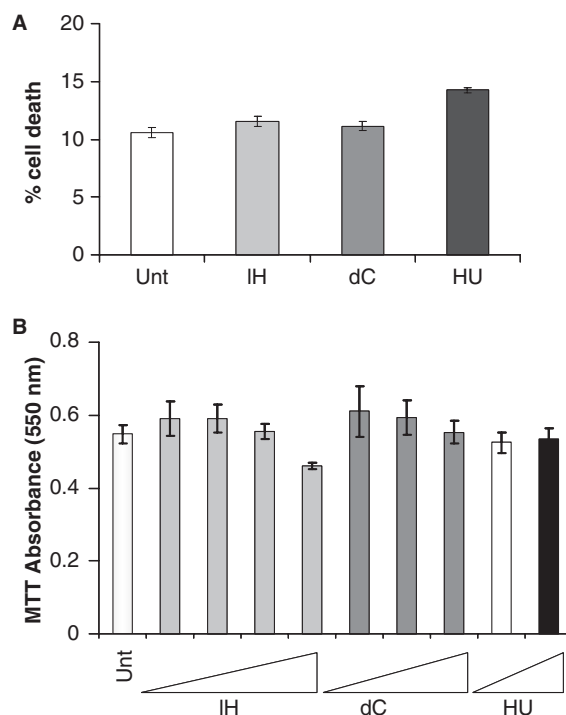 A
% cell death
20
15
10
5
0
Unt IH dC HU
B
MTT Absorbance (550 nm)
0.8
0.6
0.4
0.2
0
Unt
IH dC HU